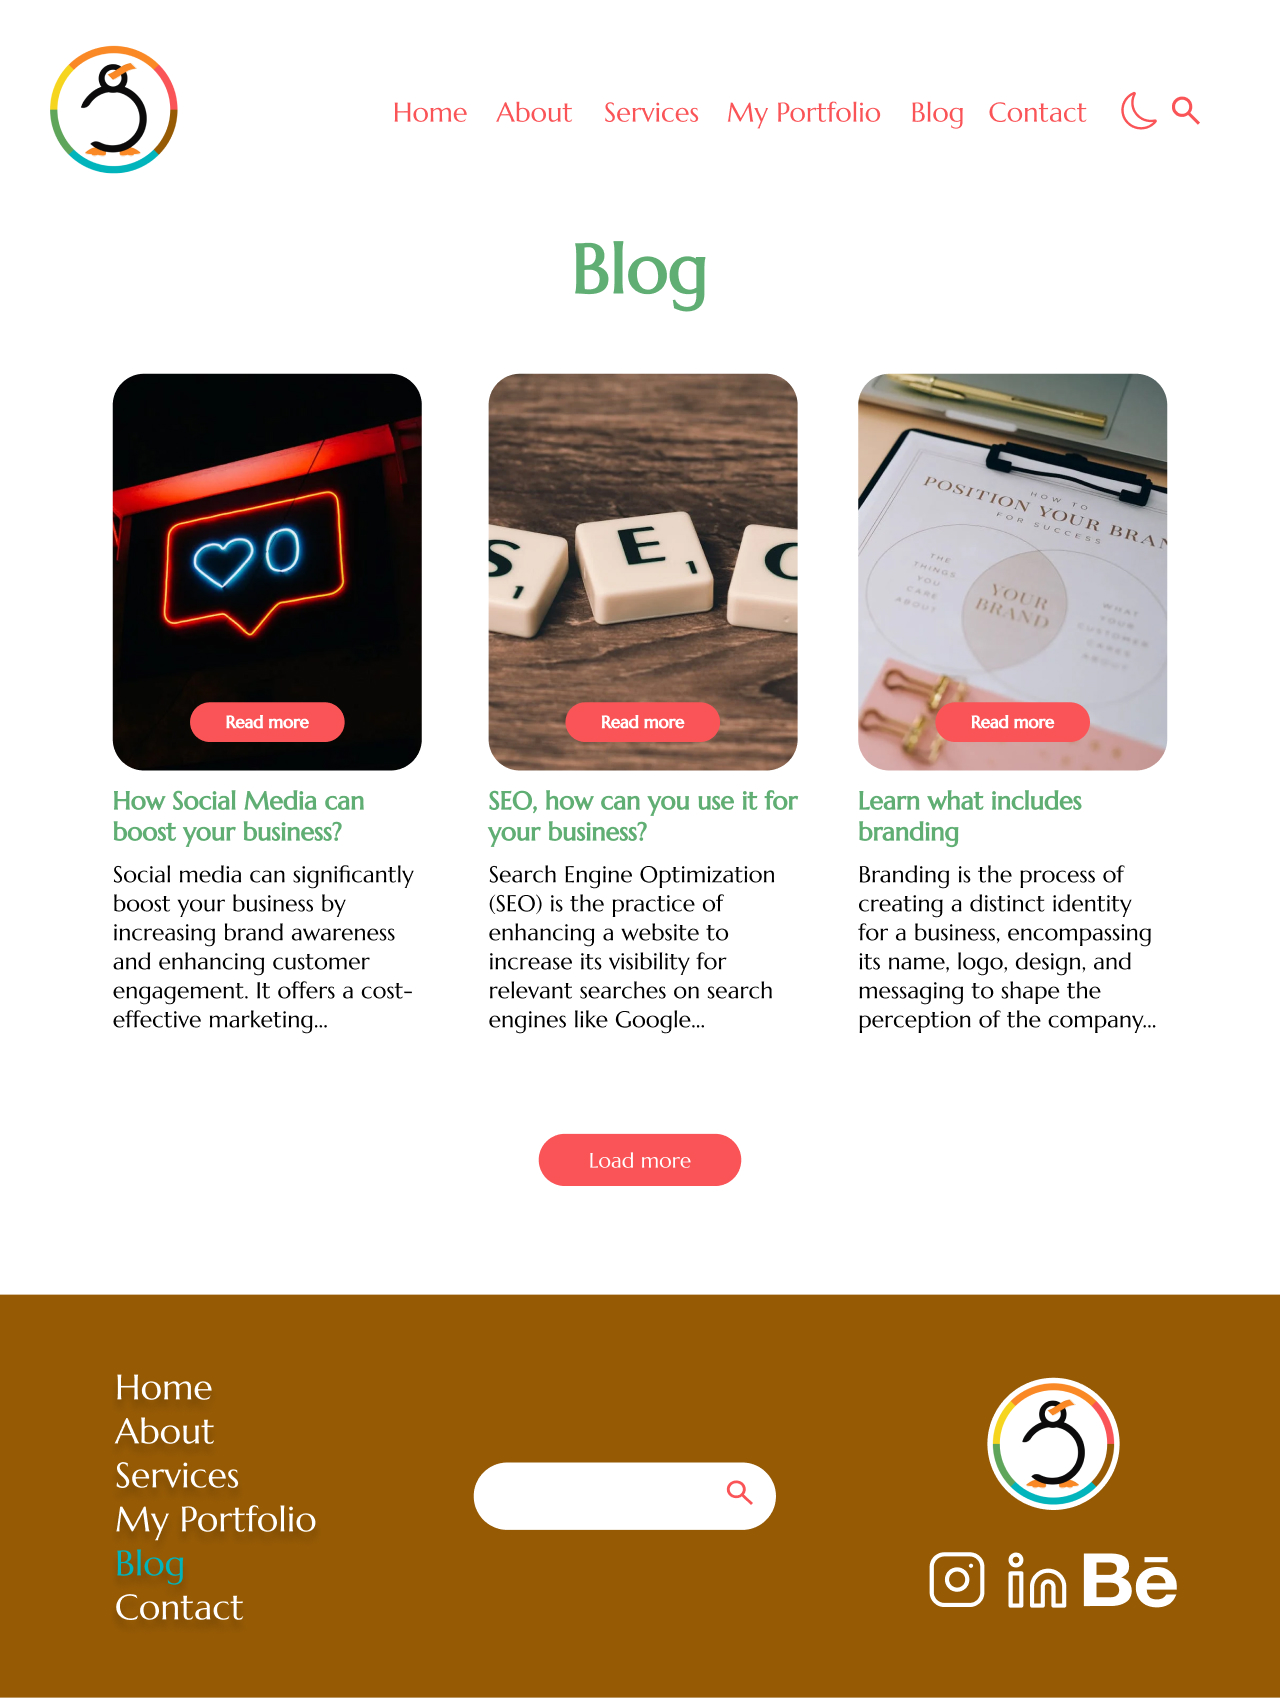 Home About Services My Portfolio Blog Contact
Blog
0
S 1 E 1 O
HOW TO
POSITION YOUR BRAN
FOR SUCCESS
THE
THINGS
YOU
CARE
ABOUT
YOUR
BRAND
WHAT
YOUR
CUSTOMER
CARES
ABOUT
Read more
Read more
Read more
How Social Media can
boost your business?
Social media can significantly
boost your business by
increasing brand awareness
and enhancing customer
engagement. It offers a cost-
effective marketing...
SEO, how can you use it for
your business?
Search Engine Optimization
(SEO) is the practice of
enhancing a website to
increase its visibility for
relevant searches on search
engines like Google...
Learn what includes
branding
Branding is the process of
creating a distinct identity
for a business, encompassing
its name, logo, design, and
messaging to shape the
perception of the company...
Load more
Home
About
Services
My Portfolio
Blog
Contact
in
Bē